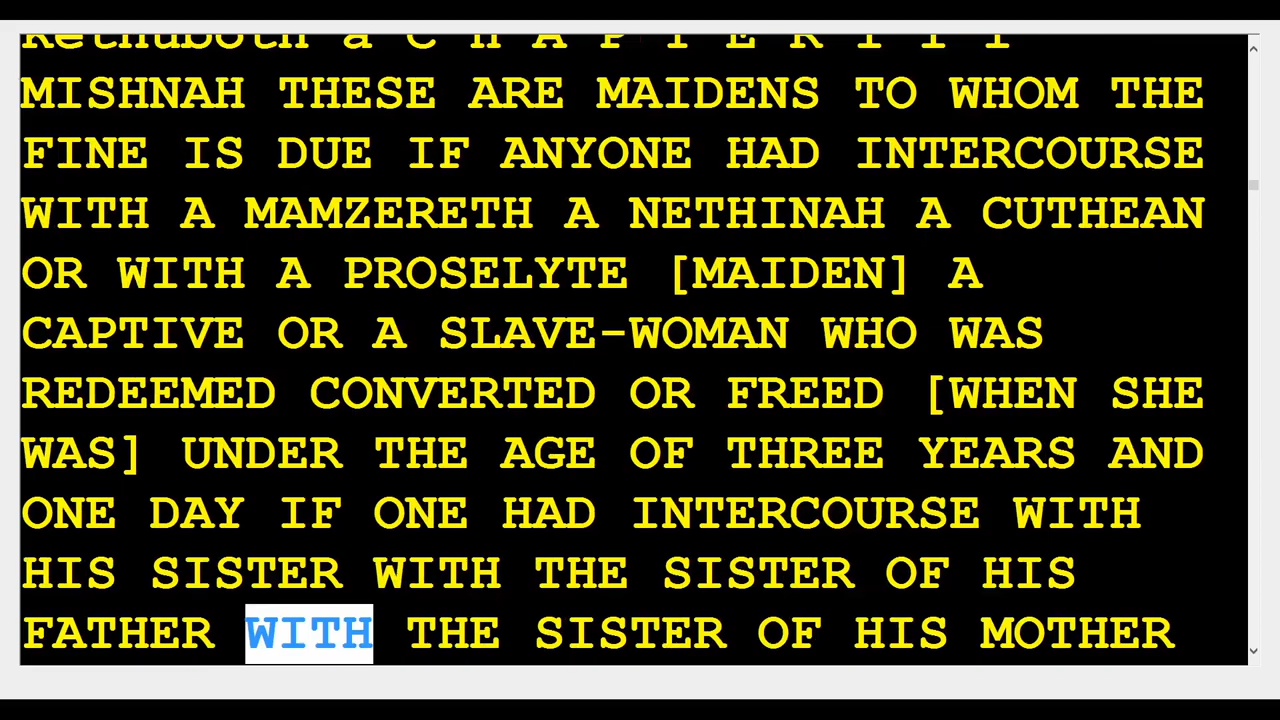 Kethuboth a C H A P T E R I I I
MISHNAH THESE ARE MAIDENS TO WHOM THE
FINE IS DUE IF ANYONE HAD INTERCOURSE
WITH A MAMZERETH A NETHINAH A CUTHEAN
OR WITH A PROSELYTE [MAIDEN] A
CAPTIVE OR A SLAVE-WOMAN WHO WAS
REDEEMED CONVERTED OR FREED [WHEN SHE
WAS] UNDER THE AGE OF THREE YEARS AND
ONE DAY IF ONE HAD INTERCOURSE WITH
HIS SISTER WITH THE SISTER OF HIS
FATHER WITH THE SISTER OF HIS MOTHER